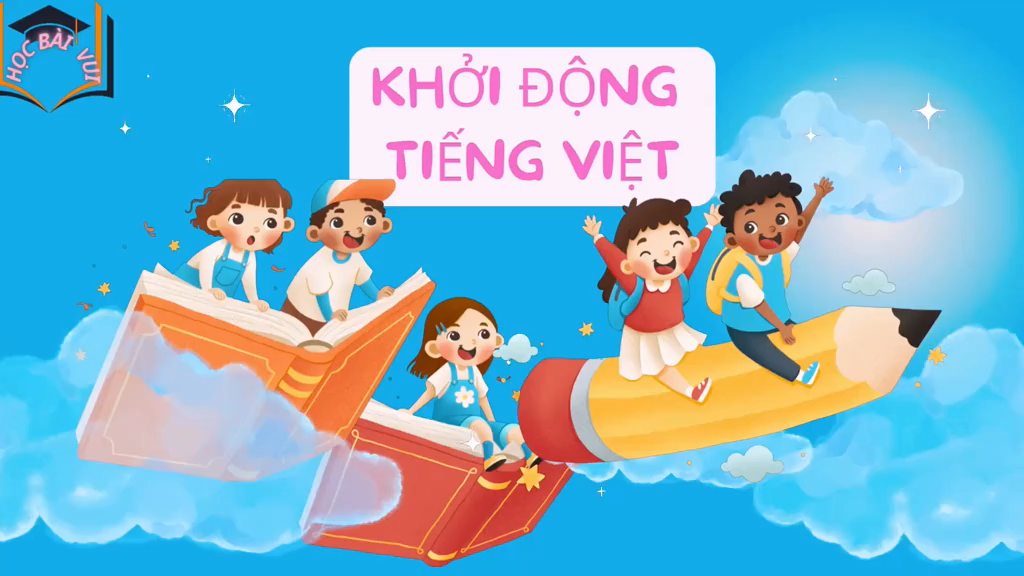 HỌC BÀI VUI
KHỞI ĐỘNG
TIẾNG VIỆT